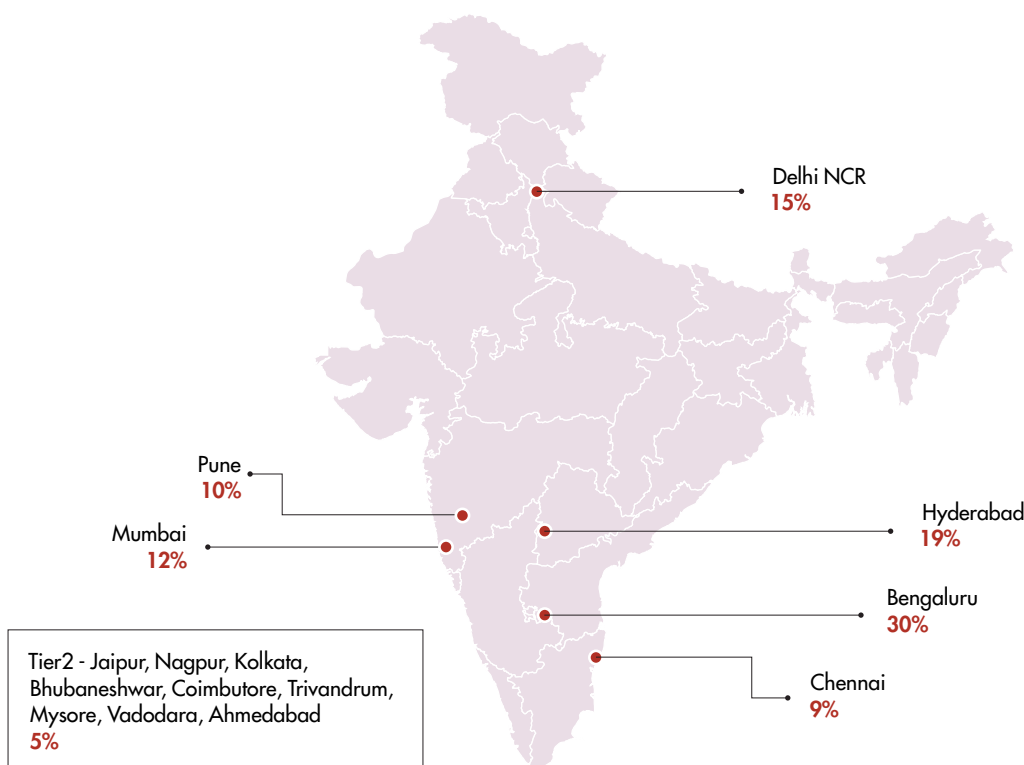 Delhi NCR
15%
Pune
10%
Mumbai
12%
Hyderabad
19%
Bengaluru
30%
Chennai
9%
Tier2 - Jaipur, Nagpur, Kolkata,
Bhubaneshwar, Coimbutore, Trivandrum,
Mysore, Vadodara, Ahmedabad
5%